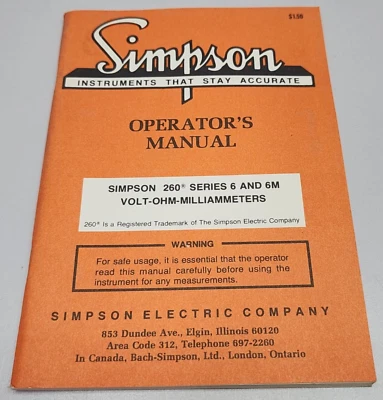 $1.50
Simpson
INSTRUMENTS THAT STAY ACCURATE
OPERATOR'S
MANUAL
SIMPSON 260® SERIES 6 AND 6M
VOLT-OHM-MILLIAMMETERS
260® Is a Registered Trademark of The Simpson Electric Company
WARNING
For safe usage, it is essential that the operator
read this manual carefully before using the
instrument for any measurements.
SIMPSON ELECTRIC COMPANY
853 Dundee Ave., Elgin, Illinois 60120
Area Code 312, Telephone 697-2260
In Canada, Bach-Simpson, Ltd., London, Ontario